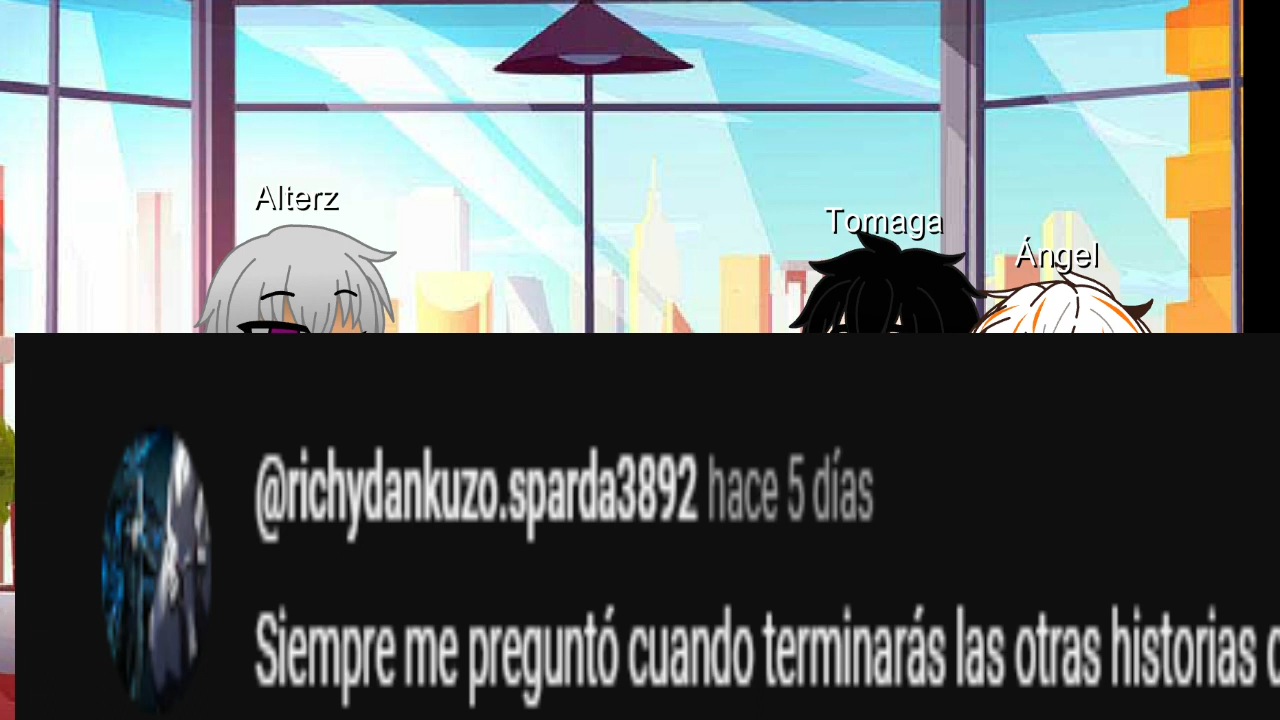 Alterz
Tomaga
Ángel
@richydankuzo.sparda3892 hace 5 días
Siempre me preguntó cuando terminarás las otras historias